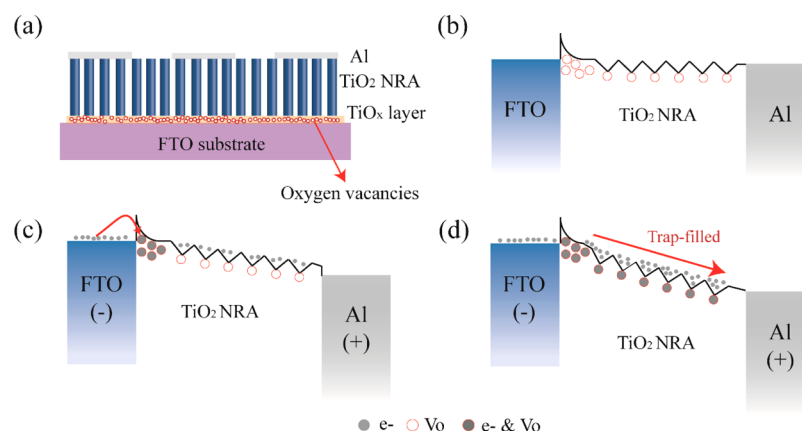 (a)
Al
TiO₂ NRA
TiOₓ layer
FTO substrate
Oxygen vacancies
(b)
FTO
TiO₂ NRA
Al
(c)
FTO
(-)
TiO₂ NRA
Al
(+)
(d)
Trap-filled
FTO
(-)
TiO₂ NRA
Al
(+)
e- Vo e- & Vo